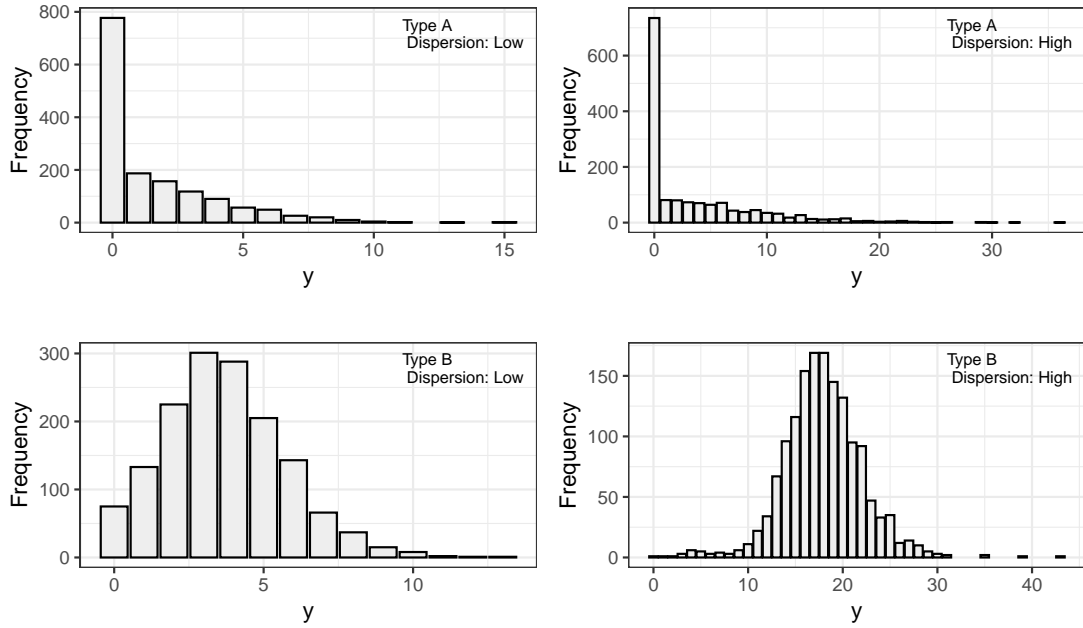 Type A
Dispersion: Low
Frequency
800
600
400
200
0
0 5 10 15
y
Type A
Dispersion: High
Frequency
600
400
200
0
0 10 20 30
y
Type B
Dispersion: Low
Frequency
300
200
100
0
0 5 10
y
Type B
Dispersion: High
Frequency
150
100
50
0
0 10 20 30 40
y